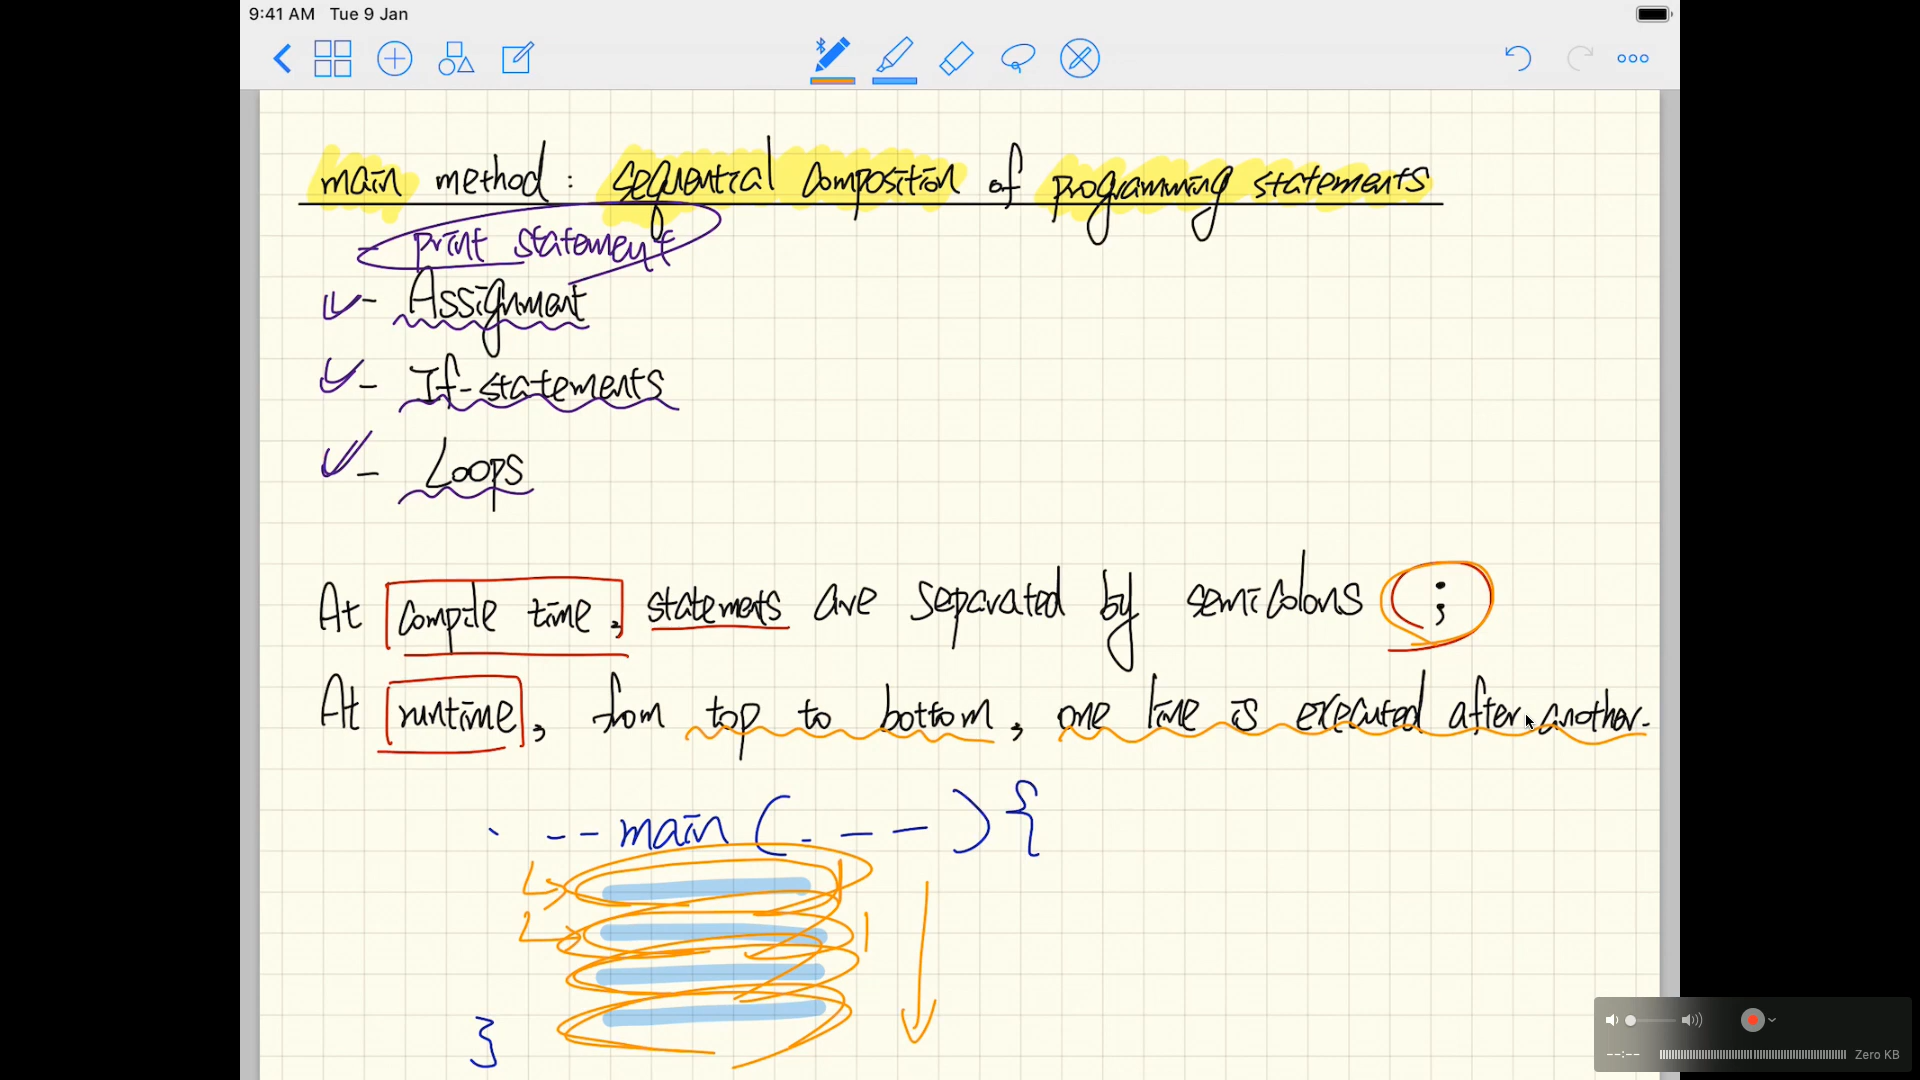 9:41 AM Tue 9 Jan
main method : sequential composition of programming statements
- print statement
- Assignment
- If-statements
- Loops
At compile time, statements are separated by semicolons ;
At runtime, from top to bottom, one line is executed after another.
. -- main (. -- ) {
}
--:-- Zero KB